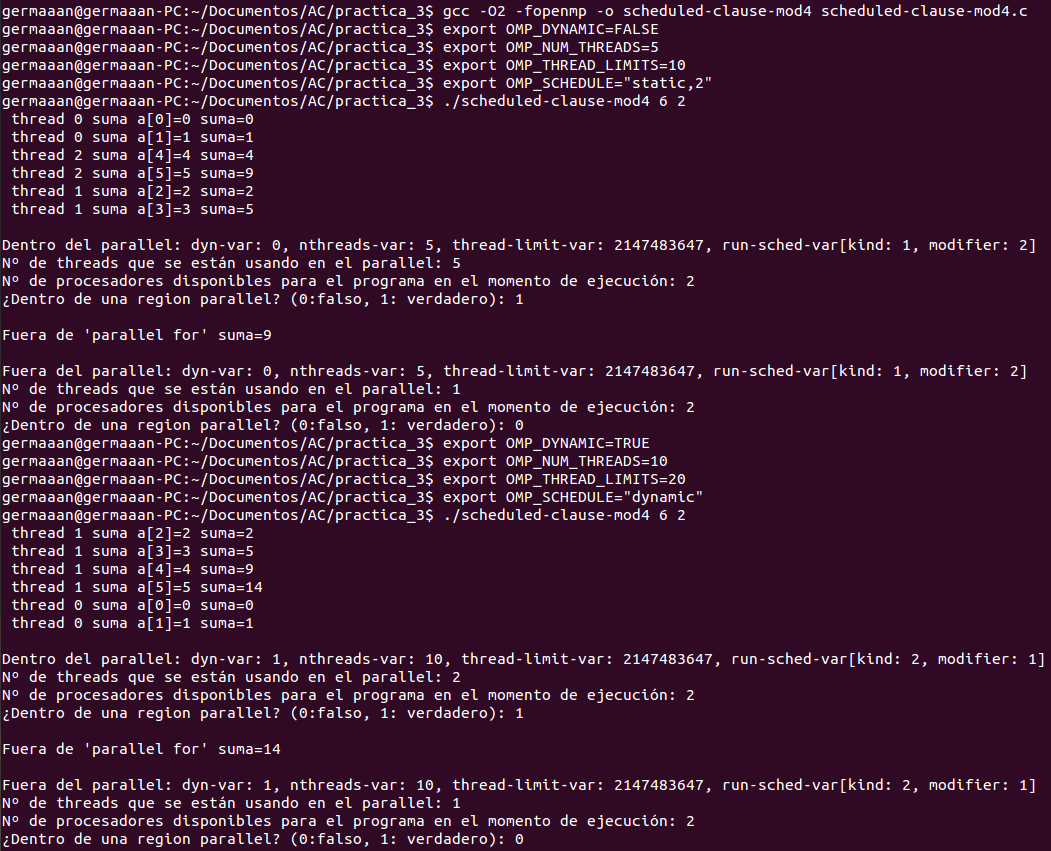 germaaan@germaaan-PC:~/Documentos/AC/practica_3$ gcc -O2 -fopenmp -o scheduled-clause-mod4 scheduled-clause-mod4.c
germaaan@germaaan-PC:~/Documentos/AC/practica_3$ export OMP_DYNAMIC=FALSE
germaaan@germaaan-PC:~/Documentos/AC/practica_3$ export OMP_NUM_THREADS=5
germaaan@germaaan-PC:~/Documentos/AC/practica_3$ export OMP_THREAD_LIMITS=10
germaaan@germaaan-PC:~/Documentos/AC/practica_3$ export OMP_SCHEDULE="static,2"
germaaan@germaaan-PC:~/Documentos/AC/practica_3$ ./scheduled-clause-mod4 6 2
thread 0 suma a[0]=0 suma=0
thread 0 suma a[1]=1 suma=1
thread 2 suma a[4]=4 suma=4
thread 2 suma a[5]=5 suma=9
thread 1 suma a[2]=2 suma=2
thread 1 suma a[3]=3 suma=5
Dentro del parallel: dyn-var: 0, nthreads-var: 5, thread-limit-var: 2147483647, run-sched-var[kind: 1, modifier: 2]
Nº de threads que se están usando en el parallel: 5
Nº de procesadores disponibles para el programa en el momento de ejecución: 2
¿Dentro de una region parallel? (0:falso, 1: verdadero): 1
Fuera de 'parallel for' suma=9
Fuera del parallel: dyn-var: 0, nthreads-var: 5, thread-limit-var: 2147483647, run-sched-var[kind: 1, modifier: 2]
Nº de threads que se están usando en el parallel: 1
Nº de procesadores disponibles para el programa en el momento de ejecución: 2
¿Dentro de una region parallel? (0:falso, 1: verdadero): 0
germaaan@germaaan-PC:~/Documentos/AC/practica_3$ export OMP_DYNAMIC=TRUE
germaaan@germaaan-PC:~/Documentos/AC/practica_3$ export OMP_NUM_THREADS=10
germaaan@germaaan-PC:~/Documentos/AC/practica_3$ export OMP_THREAD_LIMITS=20
germaaan@germaaan-PC:~/Documentos/AC/practica_3$ export OMP_SCHEDULE="dynamic"
germaaan@germaaan-PC:~/Documentos/AC/practica_3$ ./scheduled-clause-mod4 6 2
thread 1 suma a[2]=2 suma=2
thread 1 suma a[3]=3 suma=5
thread 1 suma a[4]=4 suma=9
thread 1 suma a[5]=5 suma=14
thread 0 suma a[0]=0 suma=0
thread 0 suma a[1]=1 suma=1
Dentro del parallel: dyn-var: 1, nthreads-var: 10, thread-limit-var: 2147483647, run-sched-var[kind: 2, modifier: 1]
Nº de threads que se están usando en el parallel: 2
Nº de procesadores disponibles para el programa en el momento de ejecución: 2
¿Dentro de una region parallel? (0:falso, 1: verdadero): 1
Fuera de 'parallel for' suma=14
Fuera del parallel: dyn-var: 1, nthreads-var: 10, thread-limit-var: 2147483647, run-sched-var[kind: 2, modifier: 1]
Nº de threads que se están usando en el parallel: 1
Nº de procesadores disponibles para el programa en el momento de ejecución: 2
¿Dentro de una region parallel? (0:falso, 1: verdadero): 0